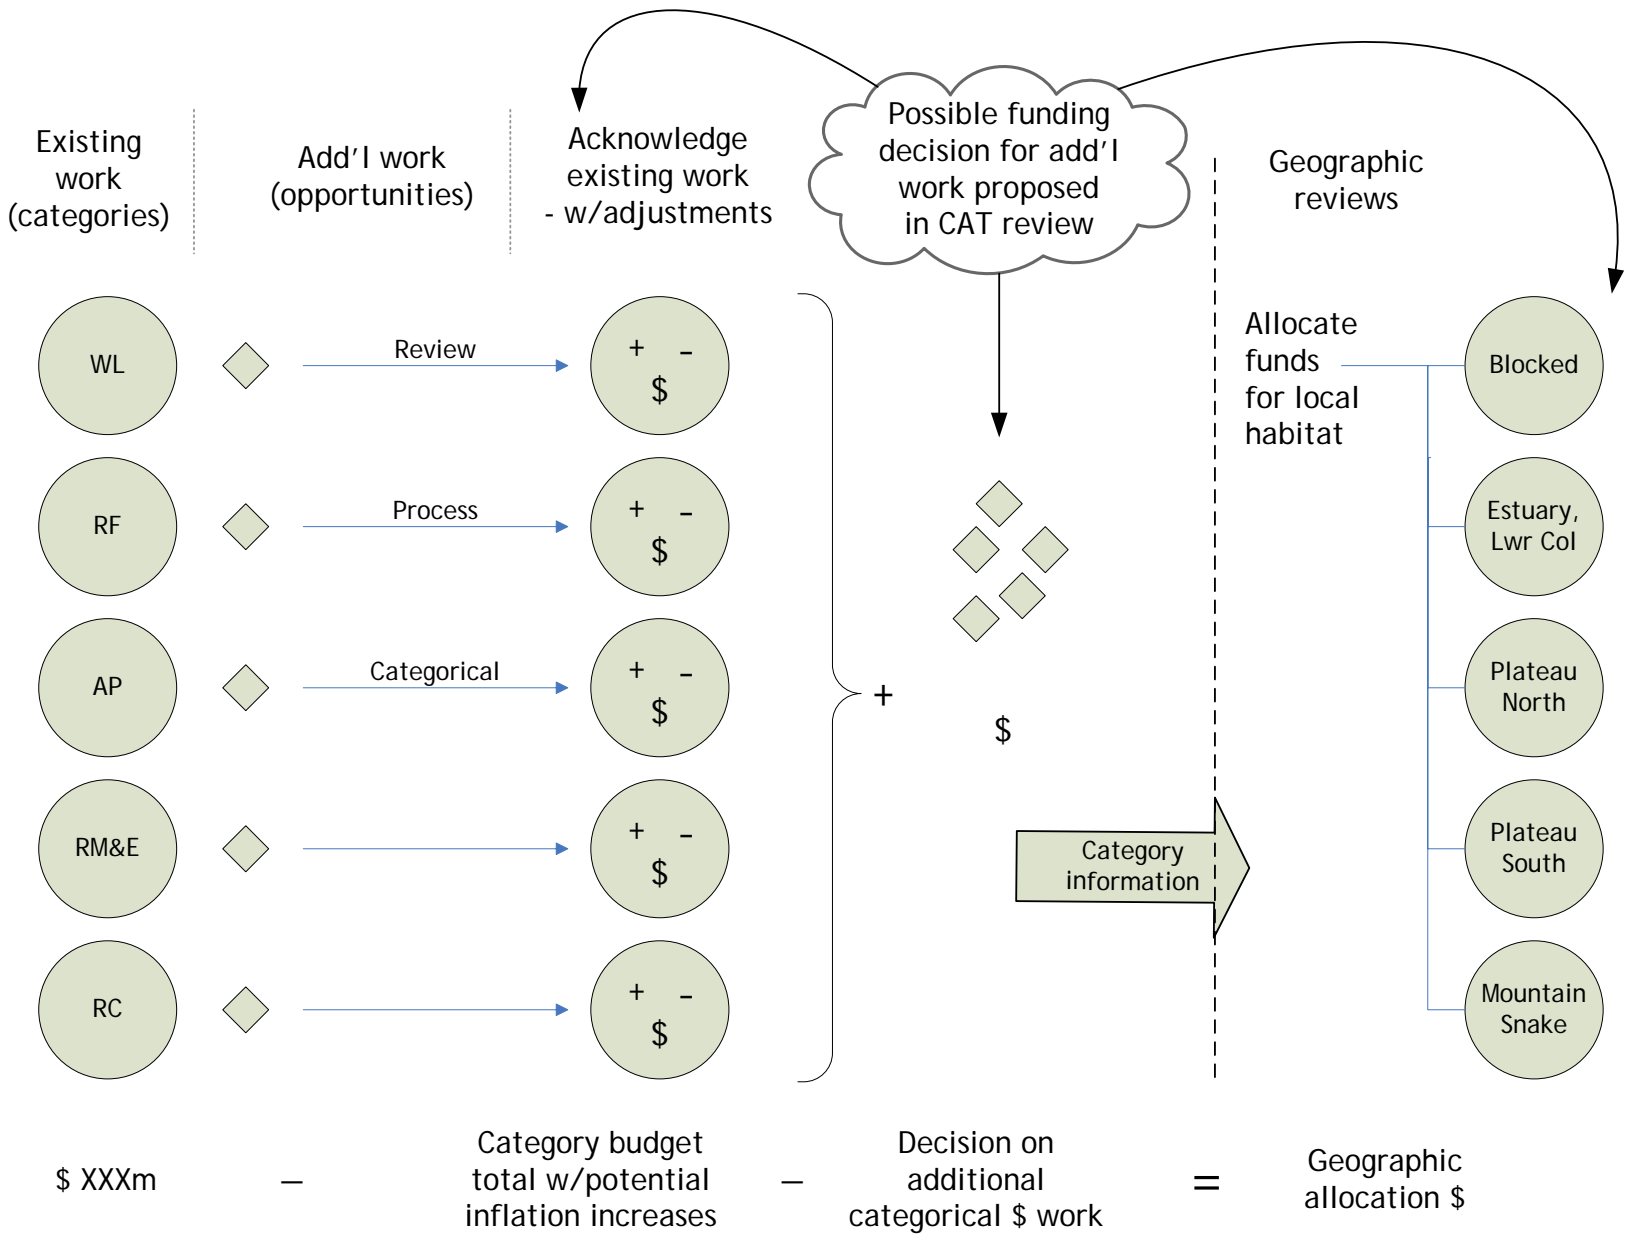 Existing
work
(categories)
Add'l work
(opportunities)
Acknowledge
existing work
- w/adjustments
Possible funding
decision for add'l
work proposed
in CAT review
Geographic
reviews
WL
Review
+ -
$
Allocate
funds
for local
habitat
Blocked
RF
Process
+ -
$
Estuary,
Lwr Col
AP
Categorical
+ -
$
+
$
Plateau
North
RM&E
+ -
$
Category
information
Plateau
South
RC
+ -
$
Mountain
Snake
$ XXXm
–
Category budget
total w/potential
inflation increases
–
Decision on
additional
categorical $ work
=
Geographic
allocation $